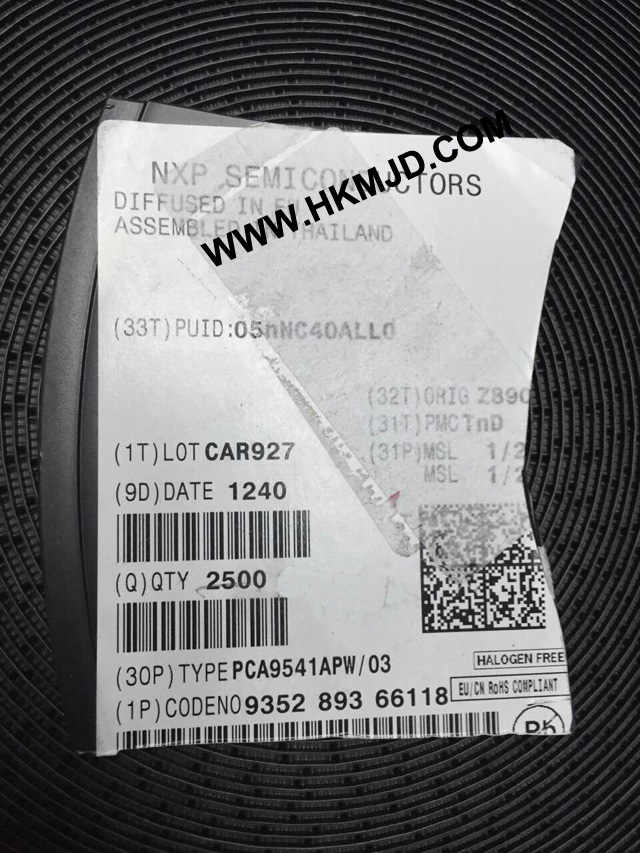 WWW.HKMJD.COM
NXP SEMICONDUCTORS
DIFFUSED IN
ASSEMBLED IN THAILAND
(33T)PUID:05nNC40ALL0
(32T)ORIG Z890
(31T)PMC TnD
(1T)LOT CAR927
(31P)MSL 1/2
MSL 1/2
(9D)DATE 1240
(Q)QTY 2500
(30P)TYPE PCA9541APW/03
HALOGEN FREE
(1P)CODENO 9352 893 66118
EU/CN RoHS COMPLIANT
Pb